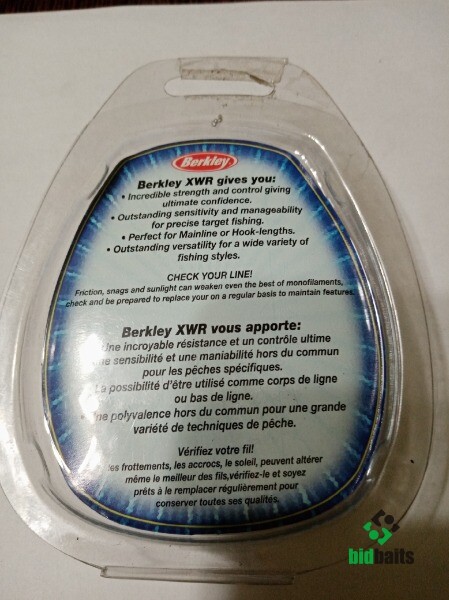 Berkley
Berkley XWR gives you:
• Incredible strength and control giving
ultimate confidence.
• Outstanding sensitivity and manageability
for precise target fishing.
• Perfect for Mainline or Hook-lengths.
• Outstanding versatility for a wide variety of
fishing styles.
CHECK YOUR LINE!
Friction, snags and sunlight can weaken even the best of monofilaments,
check and be prepared to replace your on a regular basis to maintain features.
Berkley XWR vous apporte:
Une incroyable résistance et un contrôle ultime
sensibilité et une maniabilité hors du commun
pour les pêches spécifiques.
La possibilité d'être utilisé comme corps de ligne
ou bas de ligne.
• Une polyvalence hors du commun pour une grande
variété de techniques de pêche.
Vérifiez votre fil!
Les frottements, les accrocs, le soleil, peuvent altérer
même le meilleur des fils,vérifiez-le et soyez
prêts à le remplacer régulièrement pour
conserver toutes ses qualités.
bidbaits